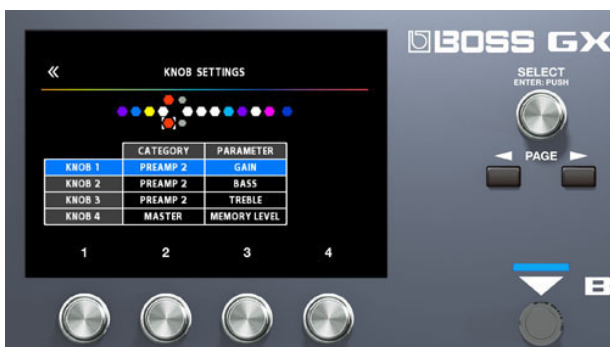 BOSS GX
« KNOB SETTINGS
SELECT
ENTER: PUSH
PAGE
CATEGORY PARAMETER
KNOB 1 PREAMP 2 GAIN
KNOB 2 PREAMP 2 BASS
KNOB 3 PREAMP 2 TREBLE
KNOB 4 MASTER MEMORY LEVEL
1 2 3 4
B